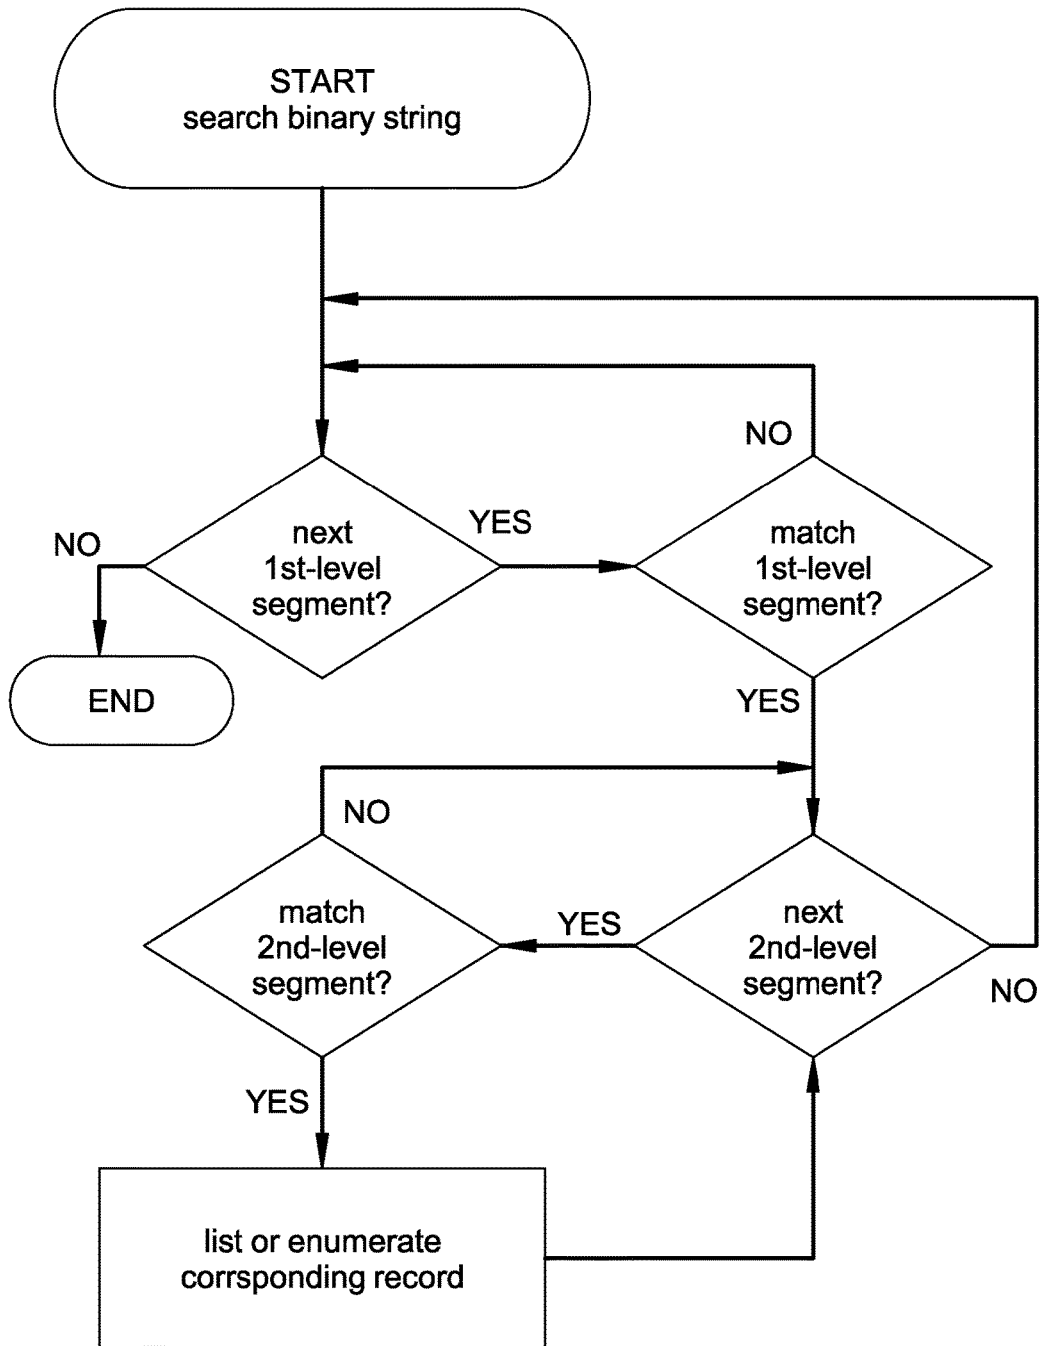 START
search binary string
NO
next
1st-level
segment?
YES
NO
match
1st-level
segment?
END
YES
NO
match
2nd-level
segment?
YES
next
2nd-level
segment?
NO
YES
list or enumerate
corrsponding record